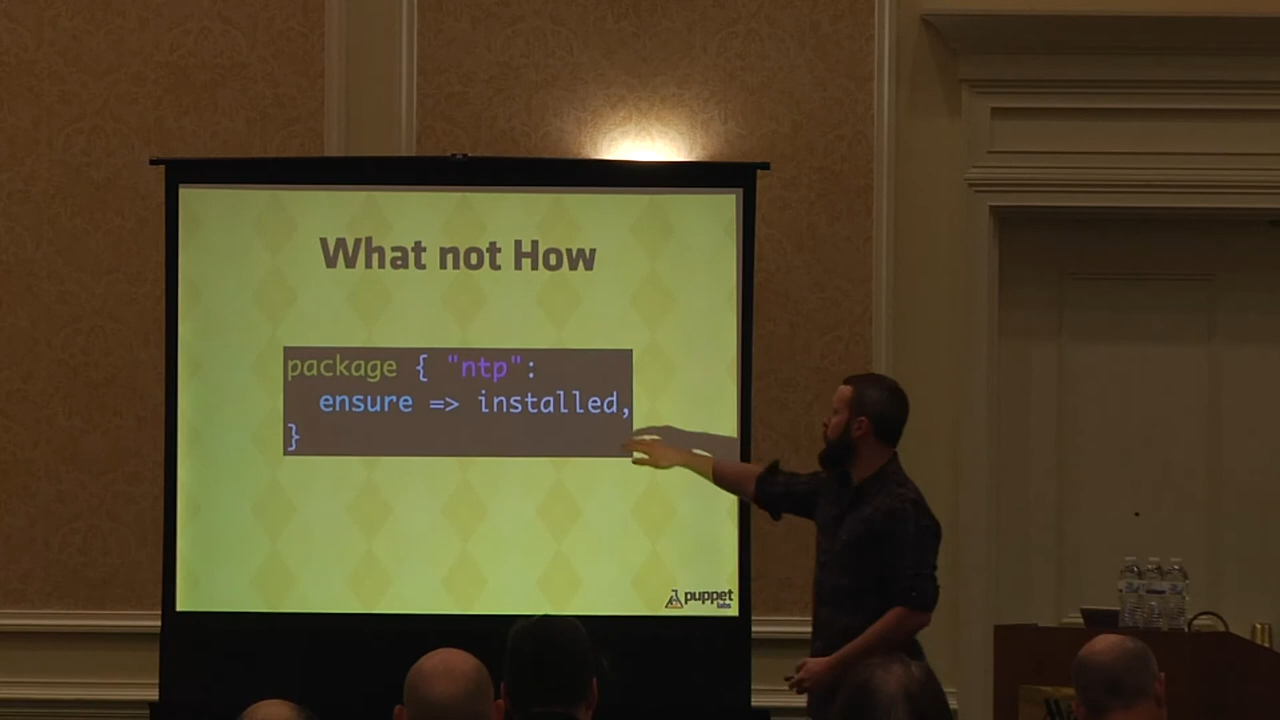 What not How
package { "ntp":
  ensure => installed,
}
puppet
labs